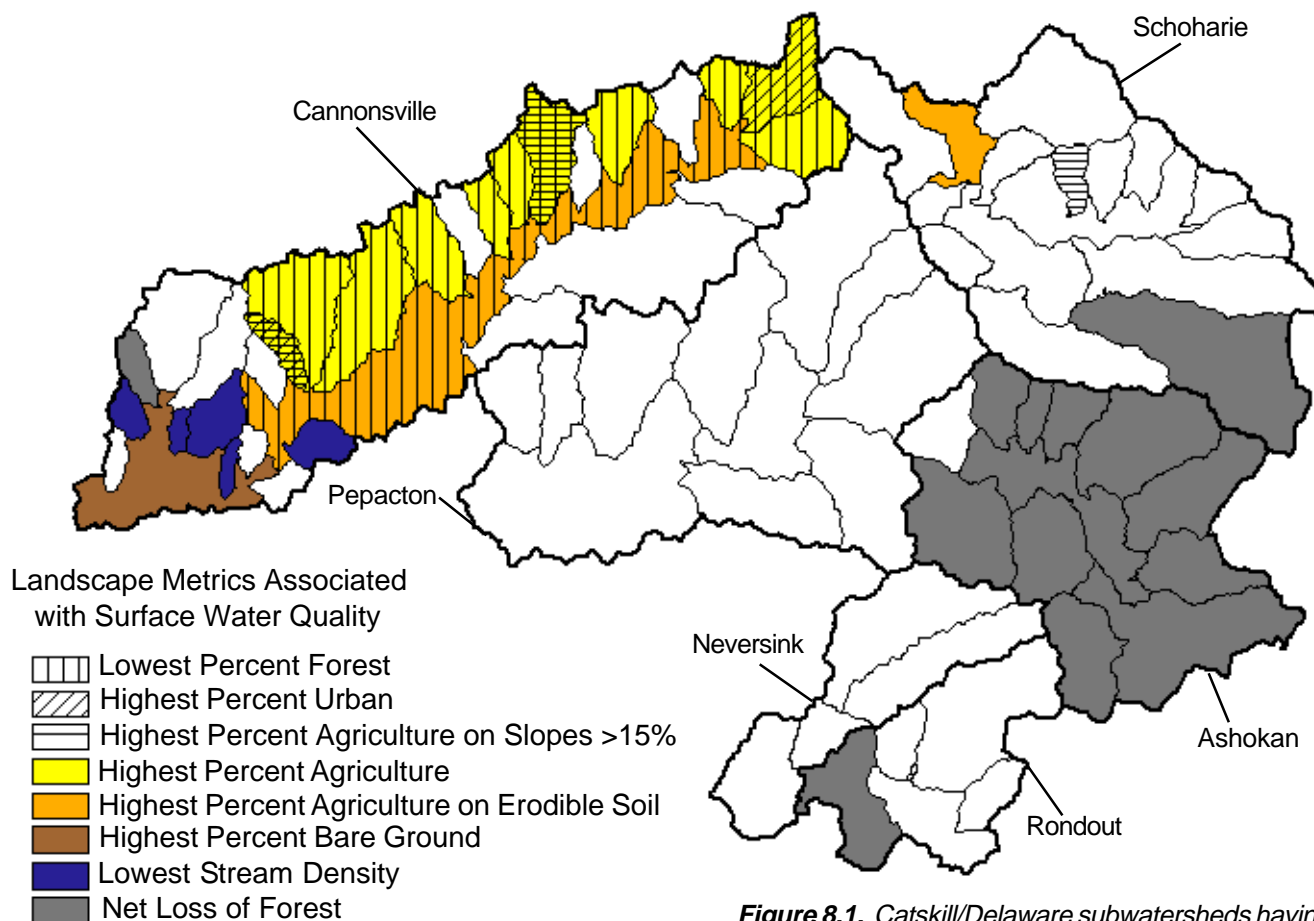 Schoharie
Cannonsville
Pepacton
Landscape Metrics Associated
with Surface Water Quality
Lowest Percent Forest
Highest Percent Urban
Highest Percent Agriculture on Slopes >15%
Highest Percent Agriculture
Highest Percent Agriculture on Erodible Soil
Highest Percent Bare Ground
Lowest Stream Density
Net Loss of Forest
Neversink
Ashokan
Rondout
Figure 8.1. Catskill/Delaware subwatersheds having